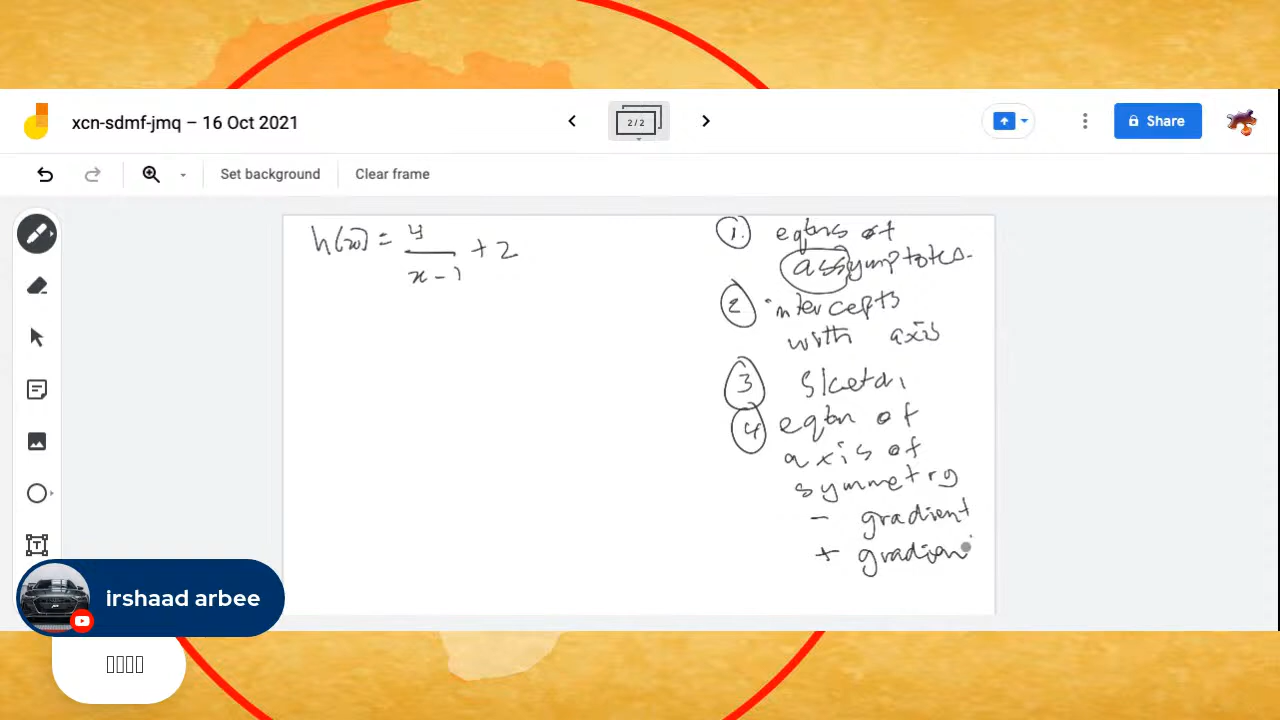 xcn-sdmf-jmq – 16 Oct 2021
2 / 2
Share
Set background
Clear frame
h(x) = 4
x - 1
+ 2
1. eqtns of
assymptotes.
2 intercepts
with axis
3 Sketch
4 eqtn of
axis of
symmetry
- gradient
+ gradien
T
irshaad arbee